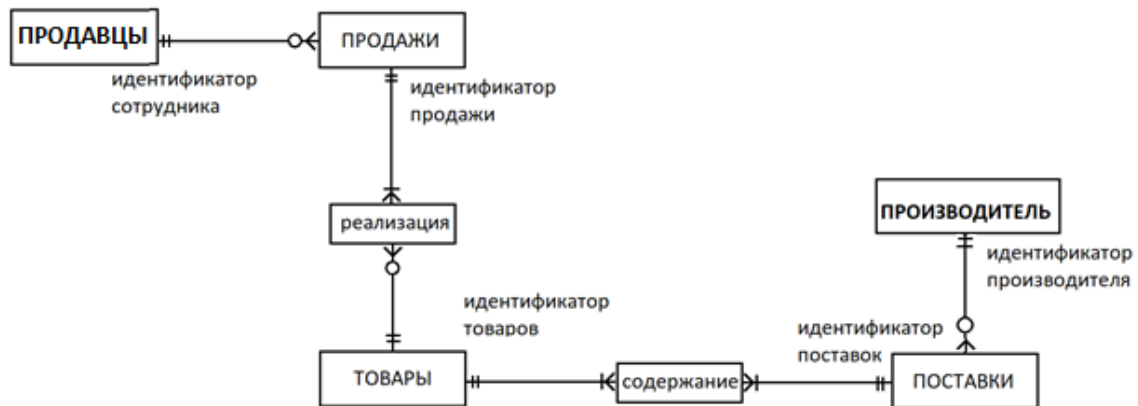 ПРОДАВЦЫ
ПРОДАЖИ
идентификатор
сотрудника
идентификатор
продажи
реализация
ПРОИЗВОДИТЕЛЬ
идентификатор
производителя
идентификатор
товаров
идентификатор
поставок
ТОВАРЫ
содержание
ПОСТАВКИ